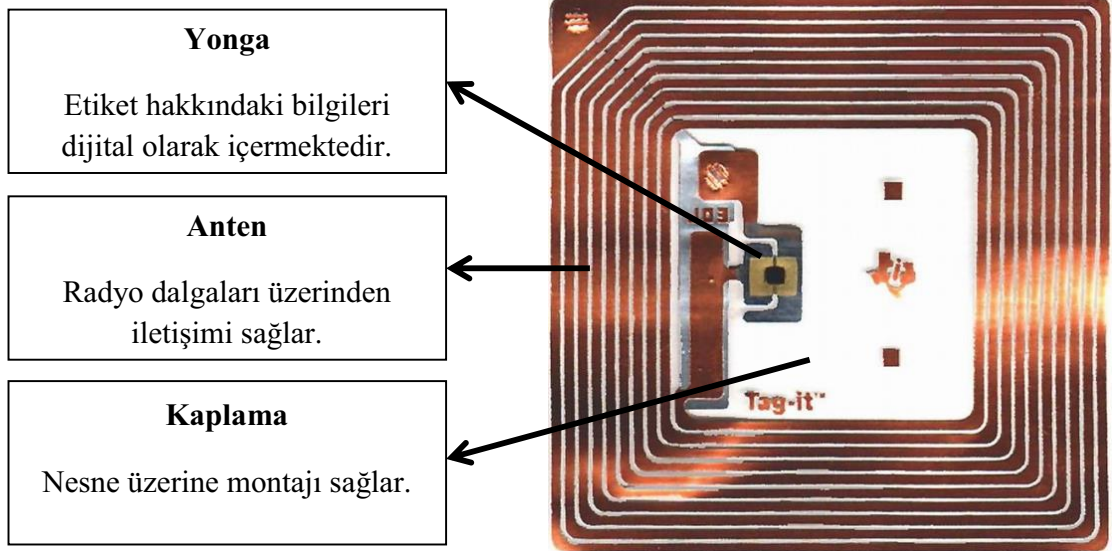 Yonga
Etiket hakkındaki bilgileri
dijital olarak içermektedir.
Anten
Radyo dalgaları üzerinden
iletişimi sağlar.
Kaplama
Nesne üzerine montajı sağlar.
Tag-it™